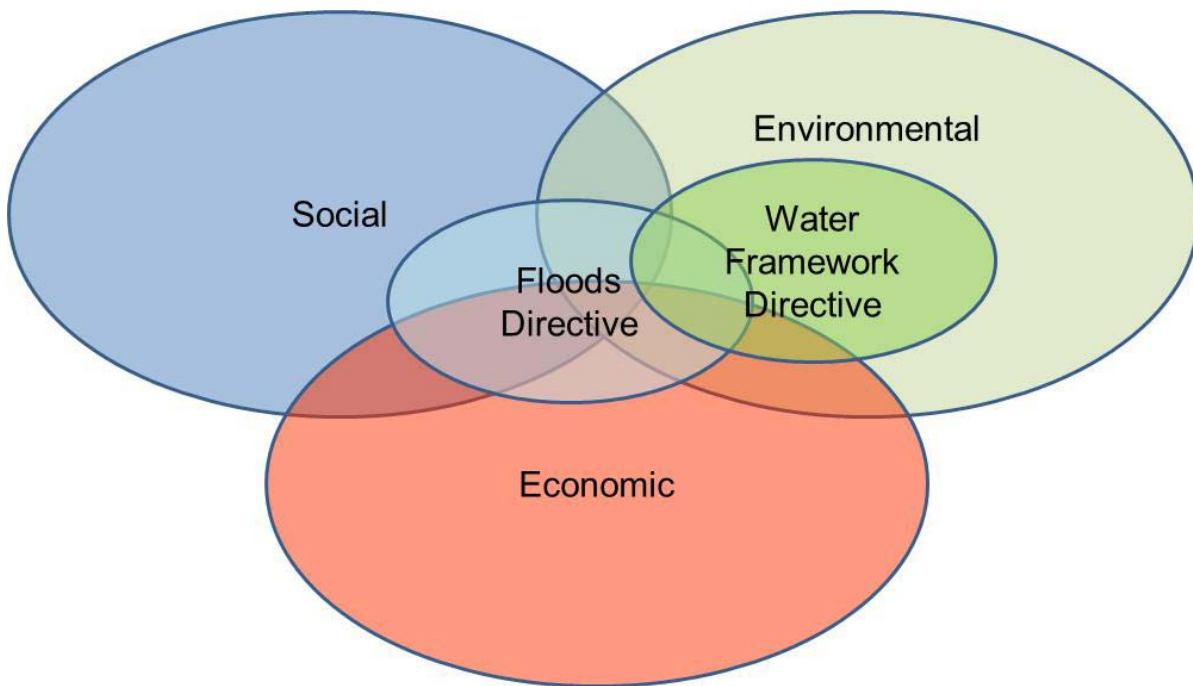 Environmental
Social
Water
Framework
Directive
Floods
Directive
Economic